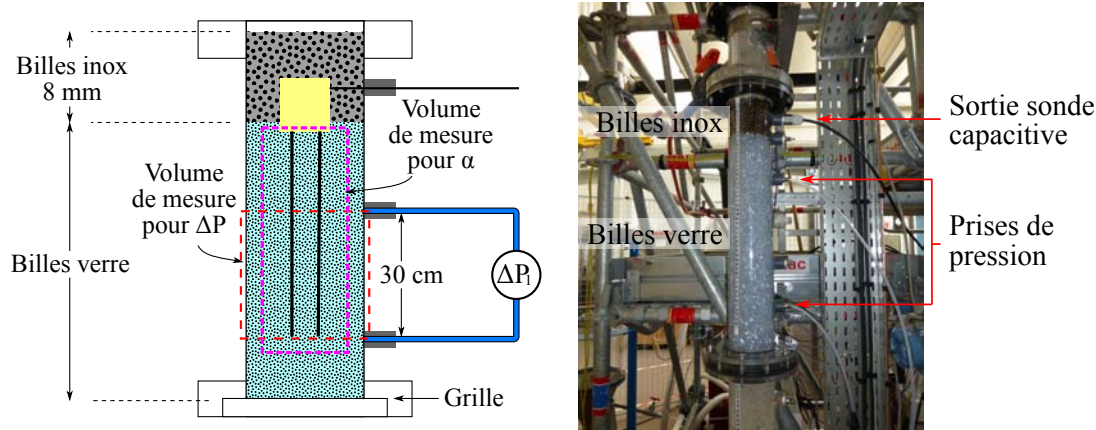 Billes inox
8 mm
Volume
de mesure
pour α
Volume
de mesure
pour ΔP
Billes verre
30 cm
ΔPl
Grille
Billes inox
Billes verre
Sortie sonde
capacitive
Prises de
pression